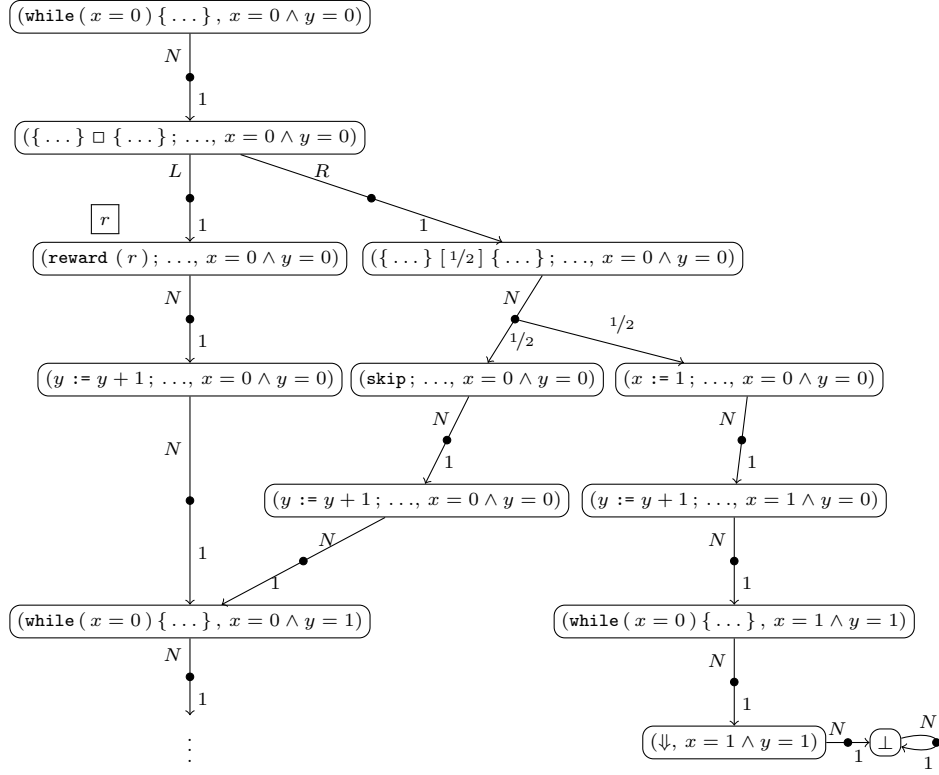 (while(x = 0){...}, x = 0 ∧ y = 0)
N
1
({...} □ {...}; ..., x = 0 ∧ y = 0)
L
R
1
1
r
(reward (r); ..., x = 0 ∧ y = 0)
({...} [1/2] {...}; ..., x = 0 ∧ y = 0)
N
N
1
1/2
1/2
(y := y + 1; ..., x = 0 ∧ y = 0)
(skip; ..., x = 0 ∧ y = 0)
(x := 1; ..., x = 0 ∧ y = 0)
N
N
N
1
1
(y := y + 1; ..., x = 0 ∧ y = 0)
(y := y + 1; ..., x = 1 ∧ y = 0)
N
N
1
1
1
(while(x = 0){...}, x = 0 ∧ y = 1)
(while(x = 0){...}, x = 1 ∧ y = 1)
N
N
1
1
⋮
(⇓, x = 1 ∧ y = 1)
N
1
⊥
N
1